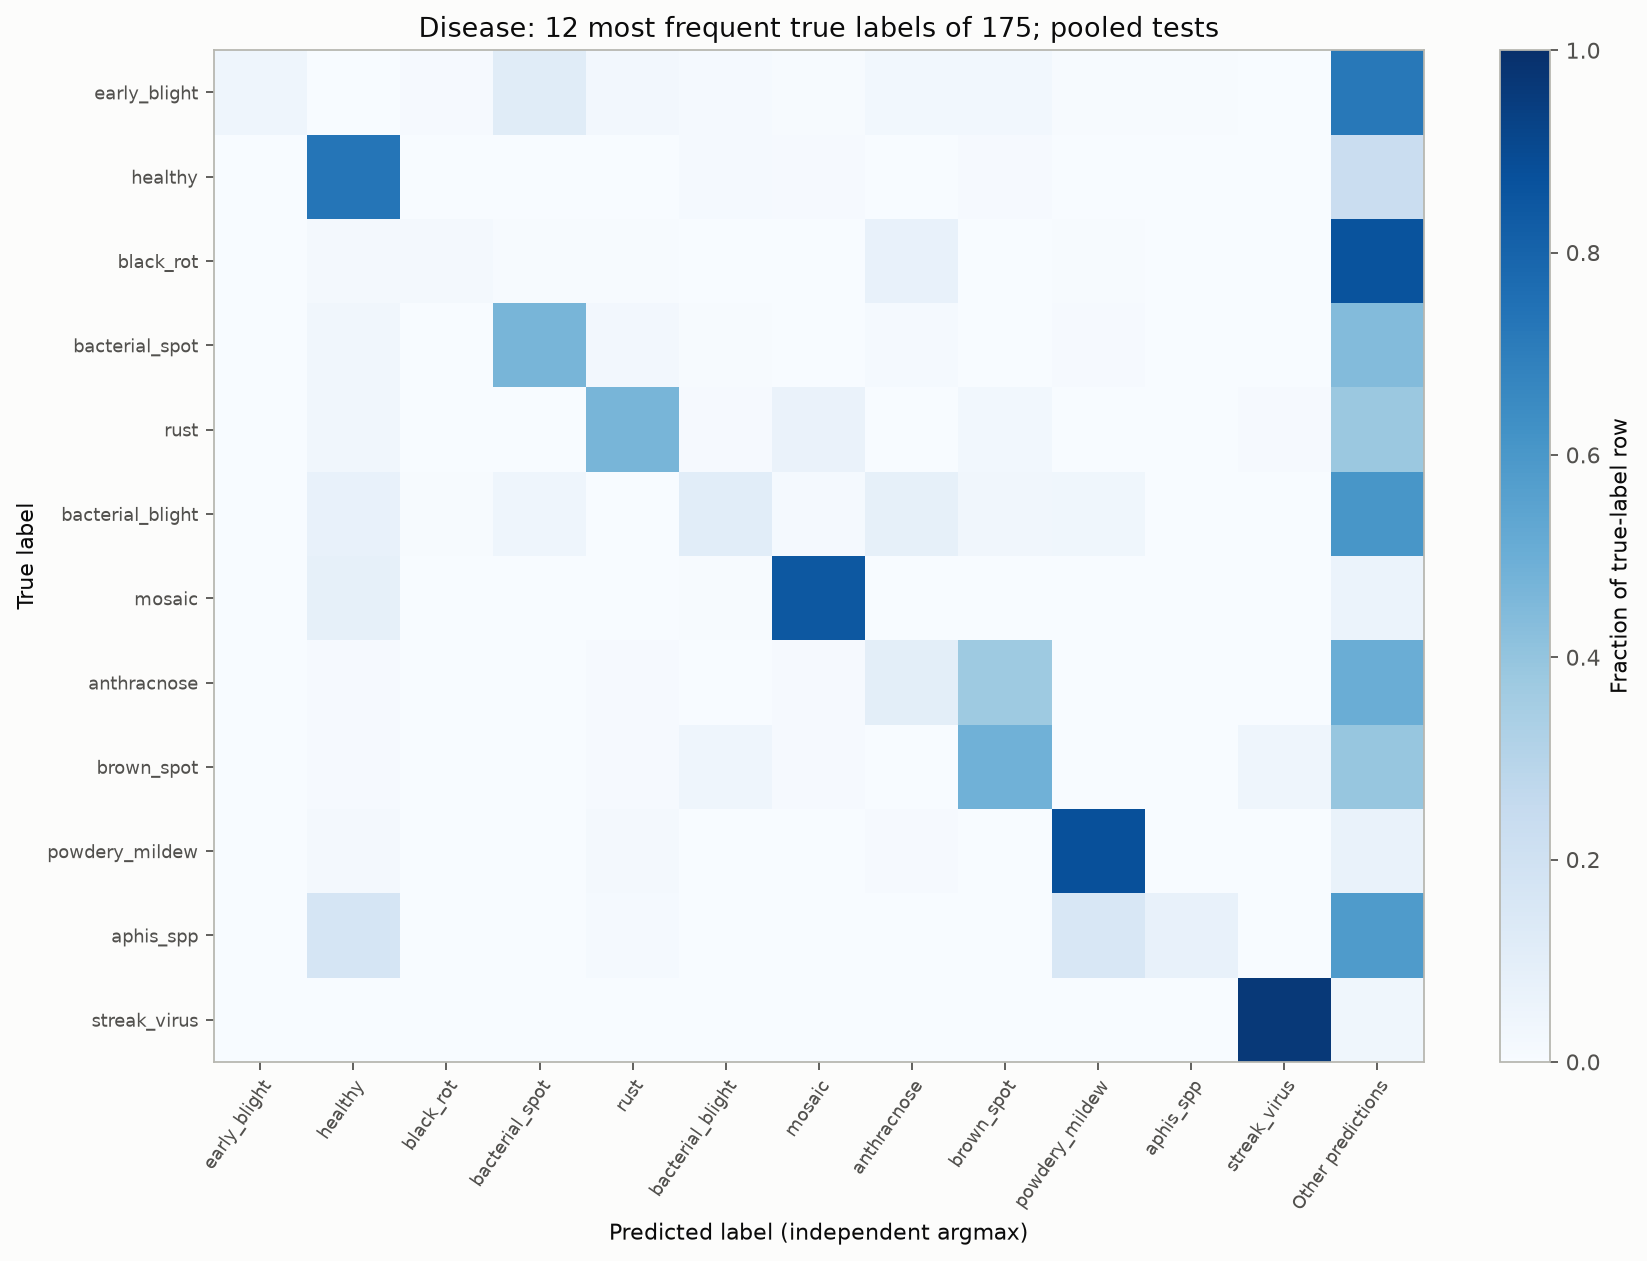 Disease: 12 most frequent true labels of 175; pooled tests
True label
early_blight
healthy
black_rot
bacterial_spot
rust
bacterial_blight
mosaic
anthracnose
brown_spot
powdery_mildew
aphis_spp
streak_virus
early_blight
healthy
black_rot
bacterial_spot
rust
bacterial_blight
mosaic
anthracnose
brown_spot
powdery_mildew
aphis_spp
streak_virus
Other predictions
Predicted label (independent argmax)
1.0
0.8
0.6
0.4
0.2
0.0
Fraction of true-label row